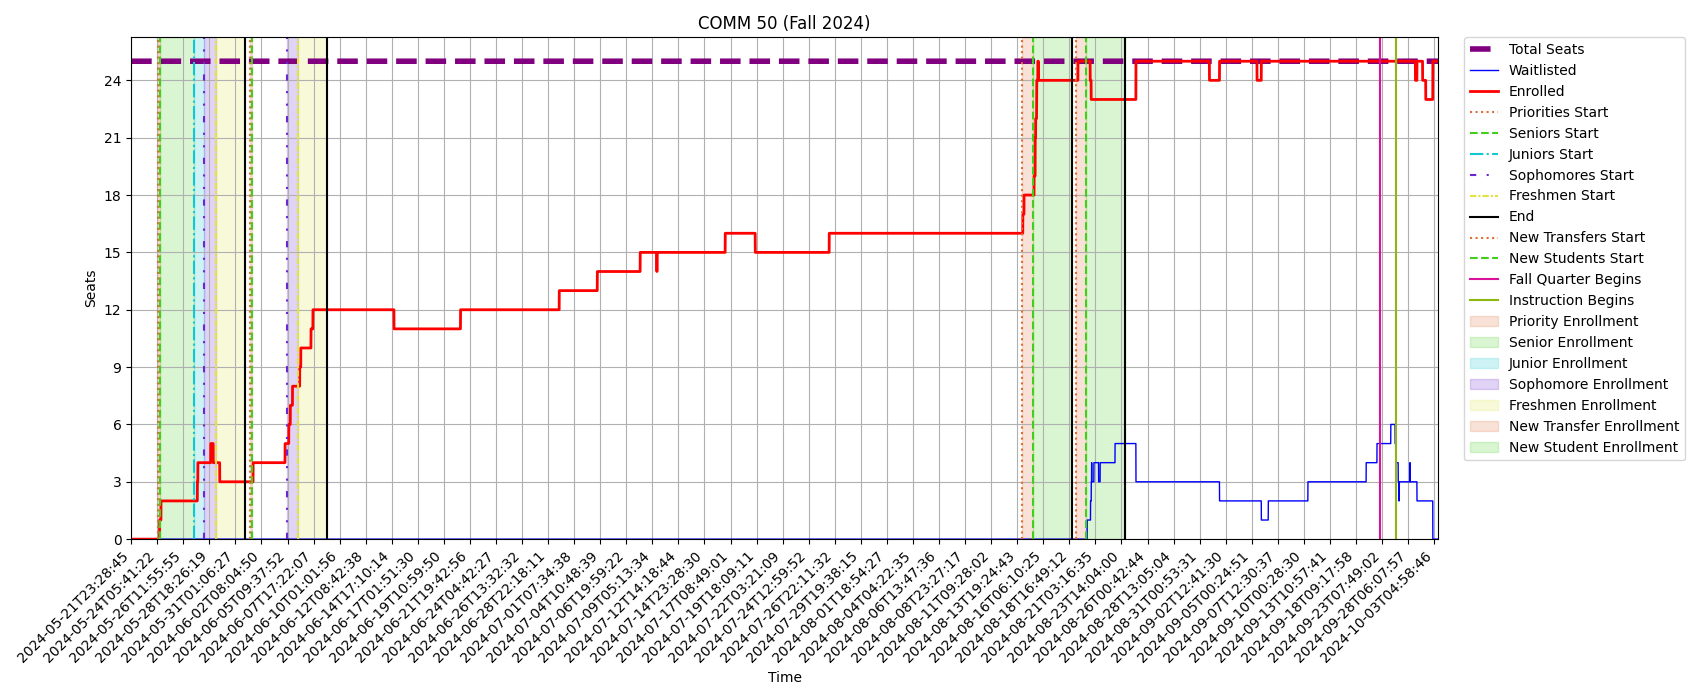 COMM 50 (Fall 2024)
Seats
24
21
18
15
12
9
6
3
0
2024-05-21T23:28:45
2024-05-24T05:41:22
2024-05-26T11:55:55
2024-05-28T18:26:19
2024-05-31T01:06:27
2024-06-02T08:04:50
2024-06-05T09:37:52
2024-06-07T17:22:07
2024-06-10T01:01:56
2024-06-12T08:42:38
2024-06-14T17:10:14
2024-06-17T01:51:30
2024-06-19T10:59:50
2024-06-21T19:42:56
2024-06-24T04:42:27
2024-06-26T13:32:32
2024-06-28T22:18:11
2024-07-01T07:34:38
2024-07-04T10:48:39
2024-07-06T19:59:22
2024-07-09T05:13:34
2024-07-12T14:18:44
2024-07-14T23:28:30
2024-07-17T08:49:01
2024-07-19T18:09:11
2024-07-22T03:21:09
2024-07-24T12:59:52
2024-07-26T22:11:32
2024-07-29T19:38:15
2024-08-01T18:54:27
2024-08-04T04:22:35
2024-08-06T13:47:36
2024-08-08T23:27:17
2024-08-11T09:28:02
2024-08-13T19:24:43
2024-08-16T06:10:25
2024-08-18T16:49:12
2024-08-21T03:16:35
2024-08-23T14:04:00
2024-08-26T00:42:44
2024-08-28T13:05:04
2024-08-31T00:53:31
2024-09-02T12:41:30
2024-09-05T00:24:51
2024-09-07T12:30:37
2024-09-10T00:28:30
2024-09-13T10:57:41
2024-09-18T09:17:58
2024-09-23T07:49:02
2024-09-28T06:07:57
2024-10-03T04:58:46
Time
Total Seats
Waitlisted
Enrolled
Priorities Start
Seniors Start
Juniors Start
Sophomores Start
Freshmen Start
End
New Transfers Start
New Students Start
Fall Quarter Begins
Instruction Begins
Priority Enrollment
Senior Enrollment
Junior Enrollment
Sophomore Enrollment
Freshmen Enrollment
New Transfer Enrollment
New Student Enrollment